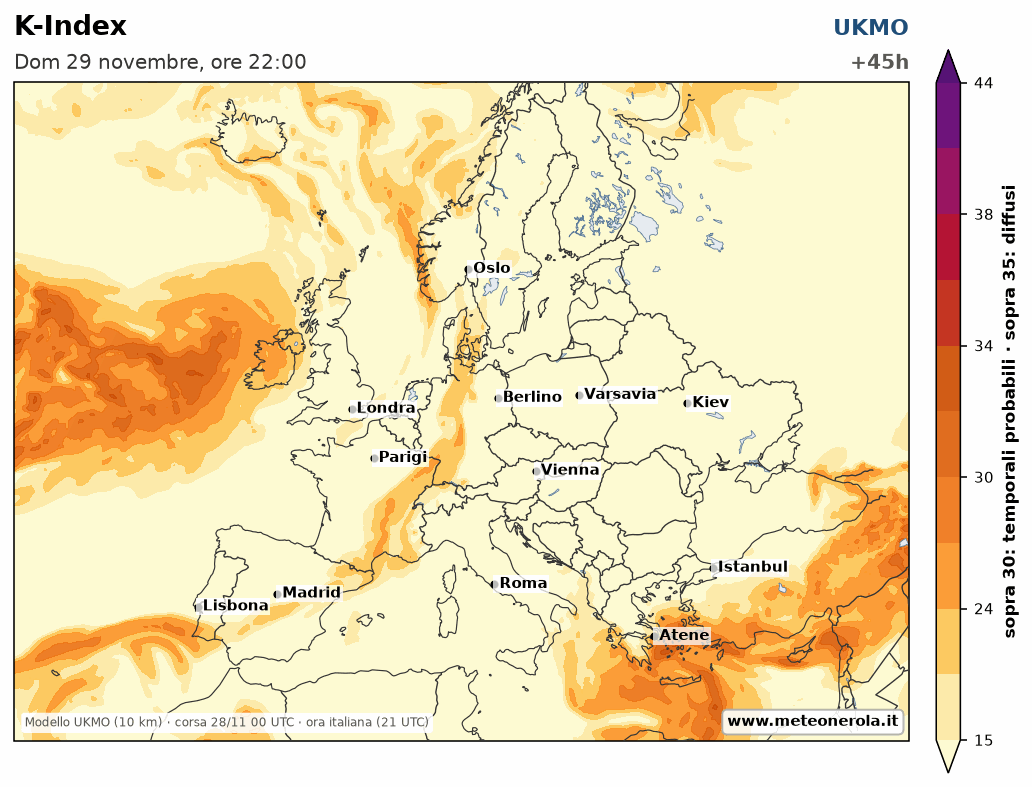 K-Index
UKMO
Dom 29 novembre, ore 22:00
+45h
44
38
34
30
24
15
sopra 30: temporali probabili · sopra 35: diffusi
Oslo
Berlino
Varsavia
Kiev
Londra
Parigi
Vienna
Istanbul
Roma
Madrid
Lisbona
Atene
Modello UKMO (10 km) · corsa 28/11 00 UTC · ora italiana (21 UTC)
www.meteonerola.it